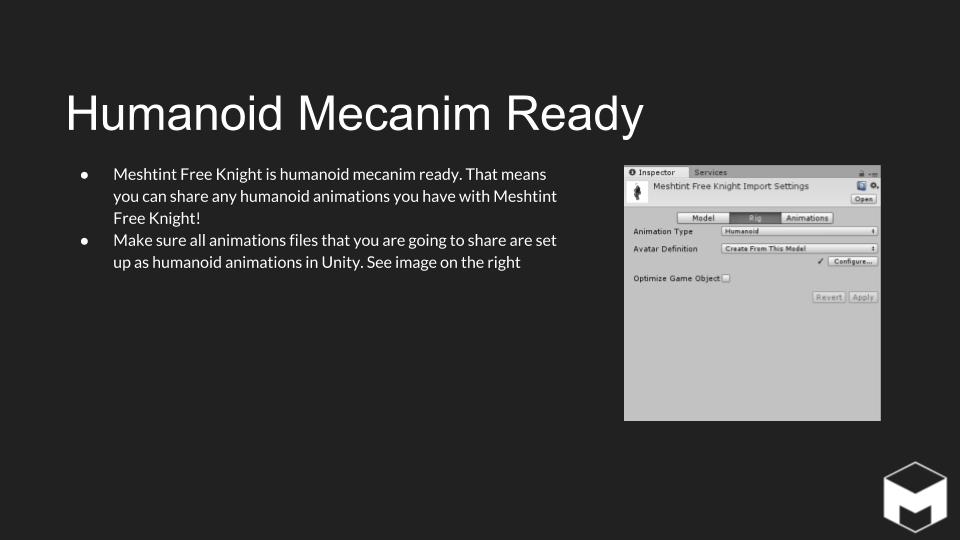 Humanoid Mecanim Ready
● Meshtint Free Knight is humanoid mecanim ready. That means
you can share any humanoid animations you have with Meshtint
Free Knight!
● Make sure all animations files that you are going to share are set
up as humanoid animations in Unity. See image on the right
Inspector Services
Meshtint Free Knight Import Settings
Open
Model Rig Animations
Animation Type Humanoid
Avatar Definition Create From This Model
✓ Configure...
Optimize Game Object
Revert Apply